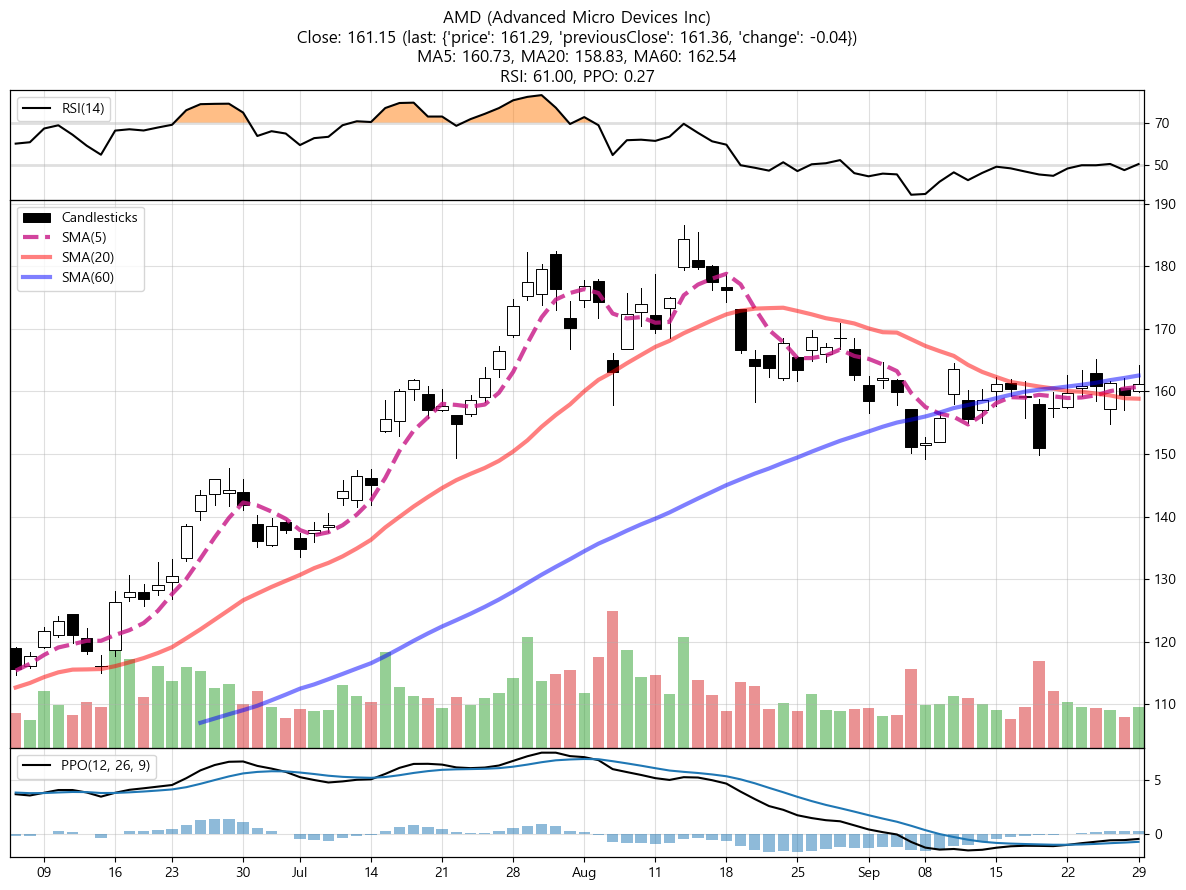 AMD (Advanced Micro Devices Inc)
Close: 161.15 (last: {'price': 161.29, 'previousClose': 161.36, 'change': -0.04})
MA5: 160.73, MA20: 158.83, MA60: 162.54
RSI: 61.00, PPO: 0.27
RSI(14)
70
50
Candlesticks
SMA(5)
SMA(20)
SMA(60)
190
180
170
160
150
140
130
120
110
PPO(12, 26, 9)
5
0
09 16 23 30 Jul 14 21 28 Aug 11 18 25 Sep 08 15 22 29